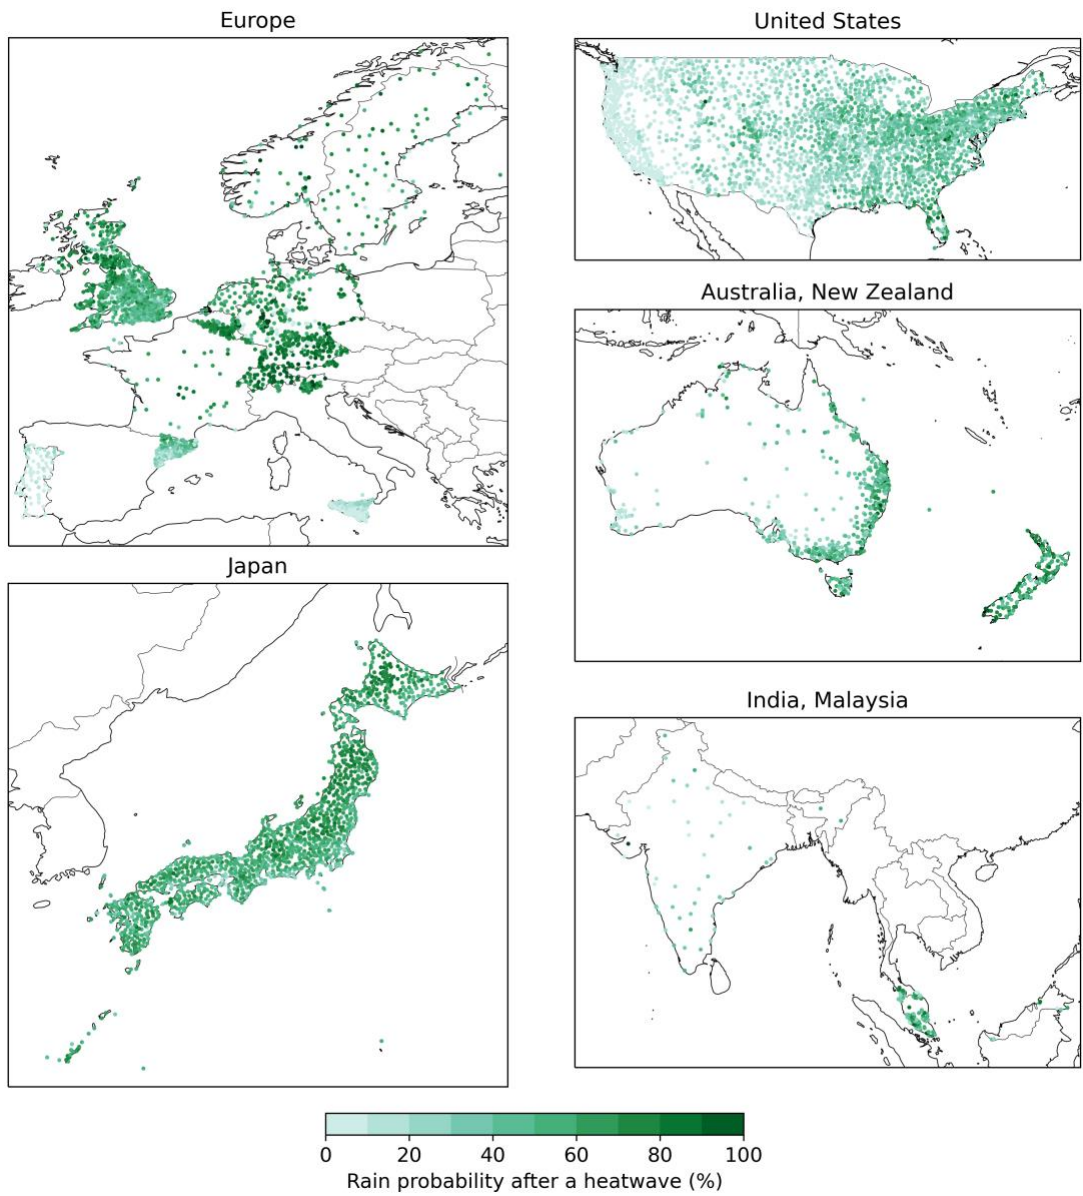 Europe
United States
Australia, New Zealand
Japan
India, Malaysia
0 20 40 60 80 100
Rain probability after a heatwave (%)